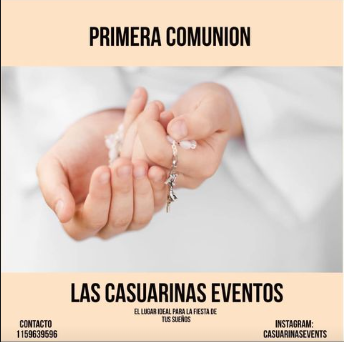 PRIMERA COMUNION
LAS CASUARINAS EVENTOS
EL LUGAR IDEAL PARA LA FIESTA DE
TUS SUEÑOS
CONTACTO
1159639596
INSTAGRAM:
CASUARINASEVENTS